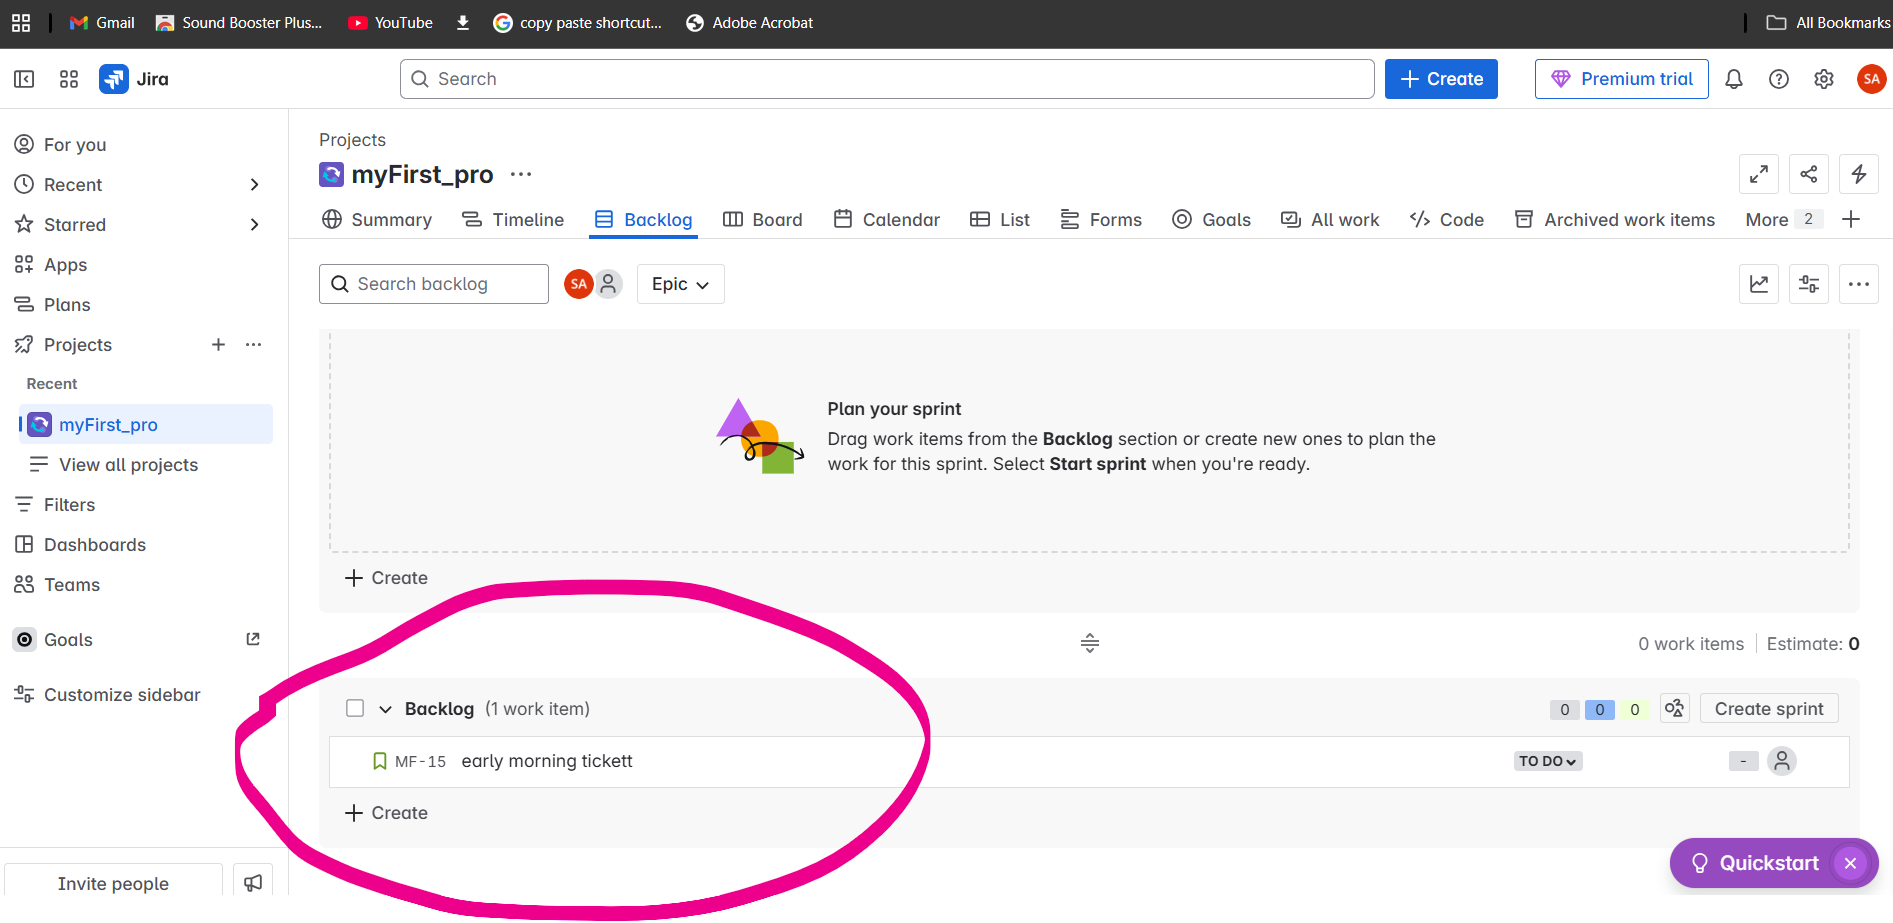 Gmail
Sound Booster Plus...
YouTube
copy paste shortcut...
Adobe Acrobat
All Bookmarks
Jira
Search
Create
Premium trial
SA
For you
Recent
Starred
Apps
Plans
Projects
Recent
myFirst_pro
View all projects
Filters
Dashboards
Teams
Goals
Customize sidebar
Invite people
Projects
myFirst_pro
Summary
Timeline
Backlog
Board
Calendar
List
Forms
Goals
All work
Code
Archived work items
More 2
Search backlog
SA
Epic
Plan your sprint
Drag work items from the Backlog section or create new ones to plan the
work for this sprint. Select Start sprint when you're ready.
Create
0 work items
Estimate: 0
Backlog (1 work item)
0 0 0
Create sprint
MF-15 early morning tickett
TO DO
-
Create
Quickstart